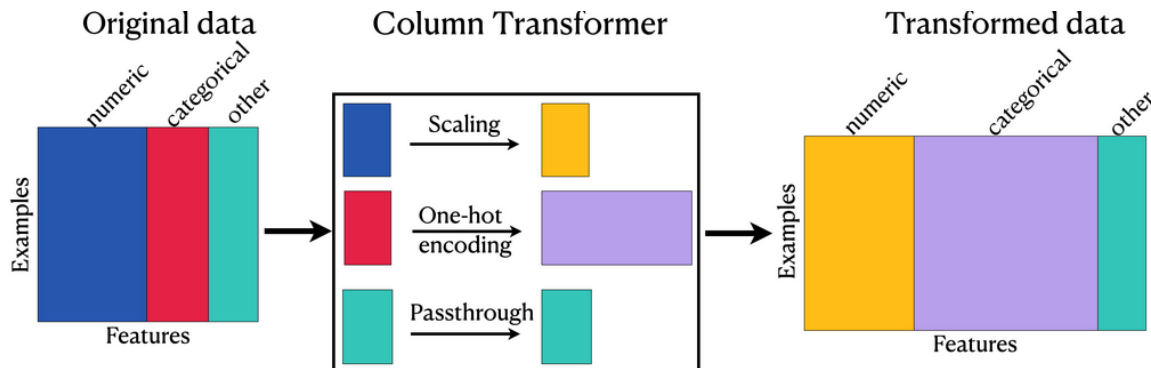 Original data
numeric
categorical
other
Examples
Features
Column Transformer
Scaling
One-hot
encoding
Passthrough
Transformed data
numeric
categorical
other
Examples
Features